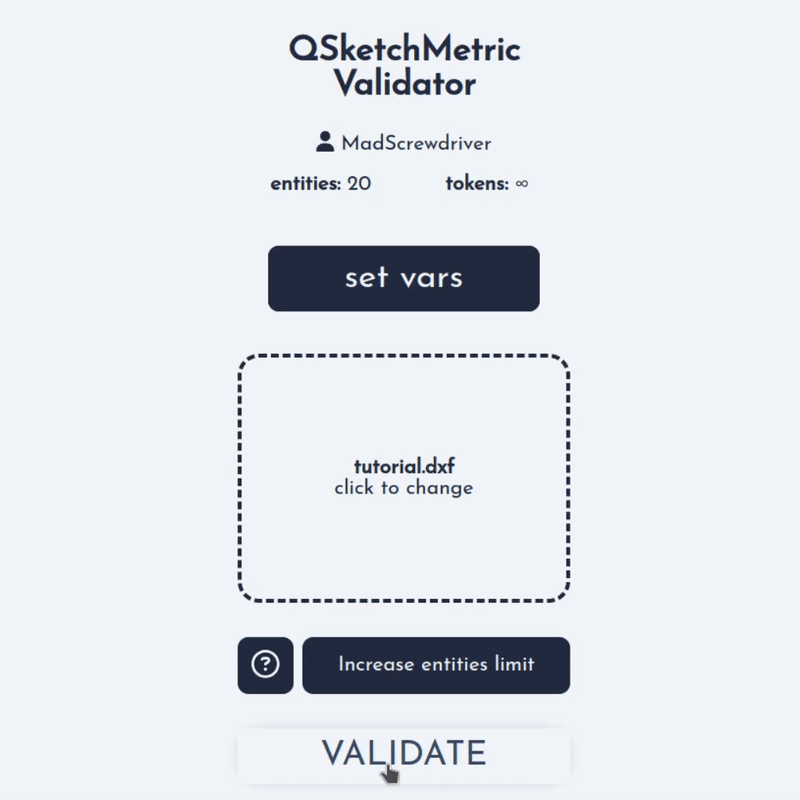 QSketchMetric
Validator
MadScrewdriver
entities: 20 tokens: ∞
set vars
tutorial.dxf
click to change
? Increase entities limit
VALIDATE